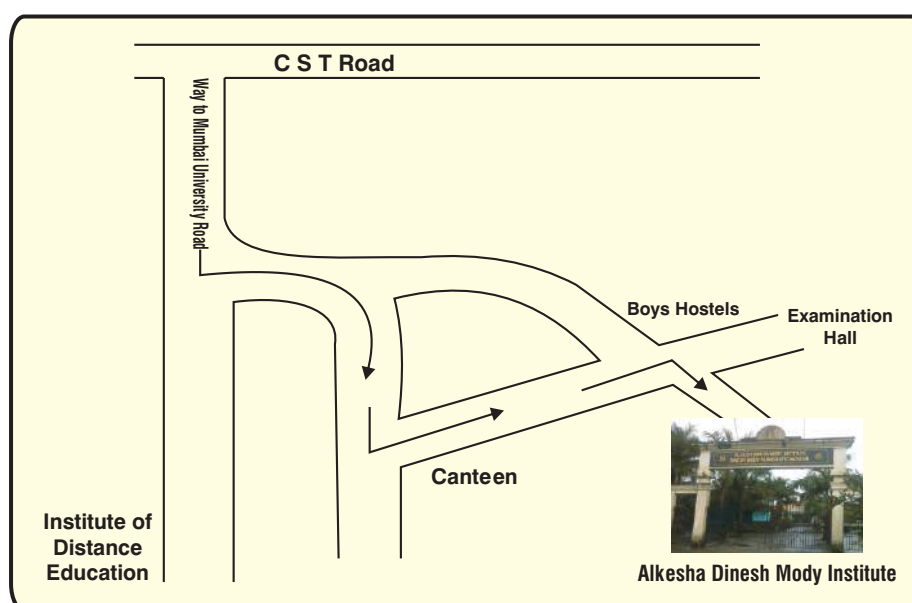 C S T Road
Way to Mumbai University Road
Boys Hostels
Examination
Hall
Canteen
Institute of
Distance
Education
Alkesha Dinesh Mody Institute